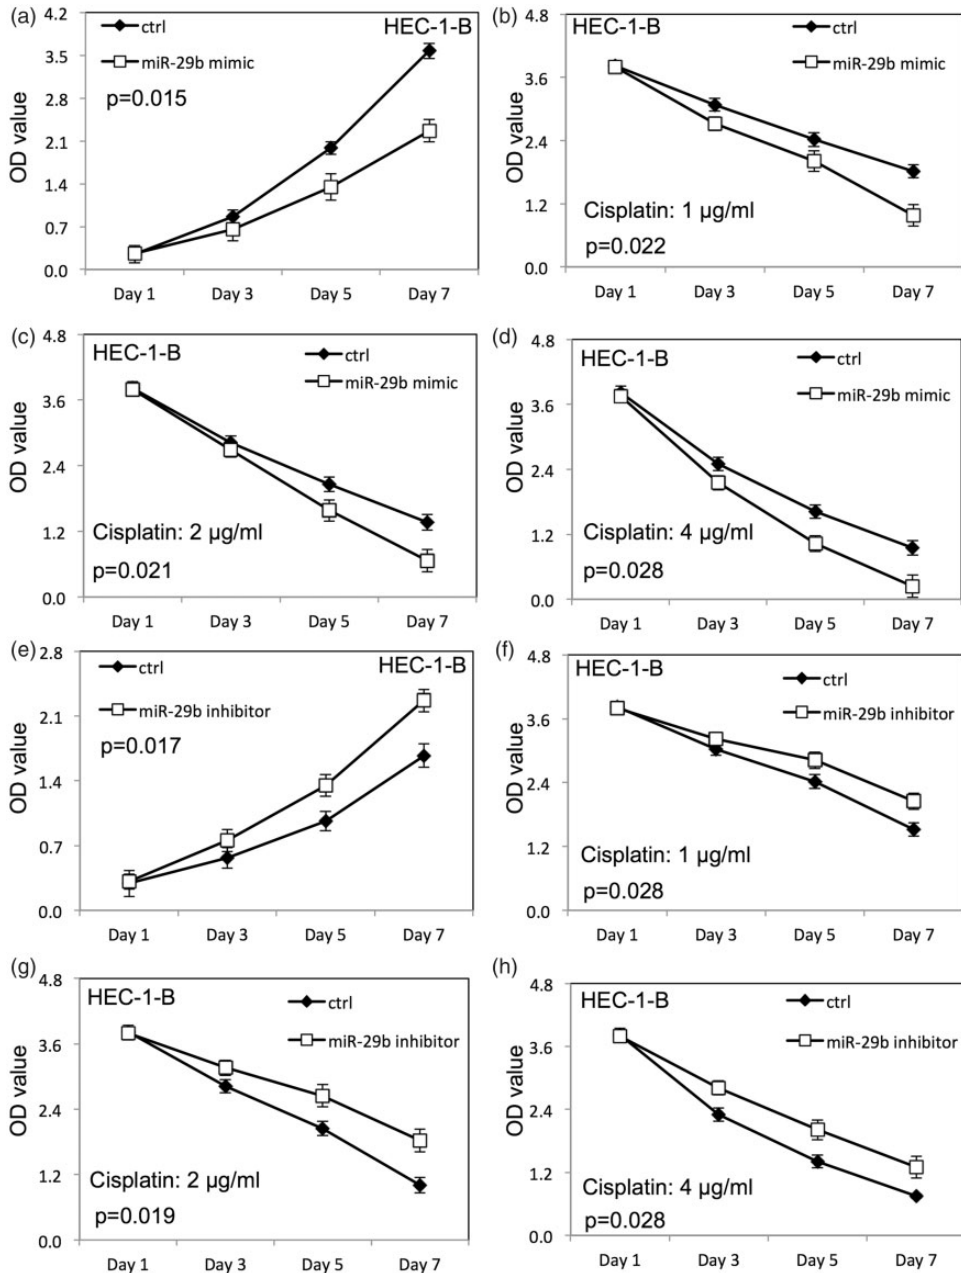 (a)
4.2
3.5
2.8
2.1
1.4
0.7
0.0
OD value
ctrl
miR-29b mimic
HEC-1-B
p=0.015
Day 1 Day 3 Day 5 Day 7
(b)
4.8
3.6
2.4
1.2
0.0
OD value
HEC-1-B
ctrl
miR-29b mimic
Cisplatin: 1 µg/ml
p=0.022
Day 1 Day 3 Day 5 Day 7
(c)
4.8
3.6
2.4
1.2
0.0
OD value
HEC-1-B
ctrl
miR-29b mimic
Cisplatin: 2 µg/ml
p=0.021
Day 1 Day 3 Day 5 Day 7
(d)
4.8
3.6
2.4
1.2
0.0
OD value
HEC-1-B
ctrl
miR-29b mimic
Cisplatin: 4 µg/ml
p=0.028
Day 1 Day 3 Day 5 Day 7
(e)
2.8
2.1
1.4
0.7
0.0
OD value
ctrl
miR-29b inhibitor
HEC-1-B
p=0.017
Day 1 Day 3 Day 5 Day 7
(f)
4.8
3.6
2.4
1.2
0.0
OD value
HEC-1-B
ctrl
miR-29b inhibitor
Cisplatin: 1 µg/ml
p=0.028
Day 1 Day 3 Day 5 Day 7
(g)
4.8
3.6
2.4
1.2
0.0
OD value
HEC-1-B
ctrl
miR-29b inhibitor
Cisplatin: 2 µg/ml
p=0.019
Day 1 Day 3 Day 5 Day 7
(h)
4.8
3.6
2.4
1.2
0.0
OD value
HEC-1-B
ctrl
miR-29b inhibitor
Cisplatin: 4 µg/ml
p=0.028
Day 1 Day 3 Day 5 Day 7